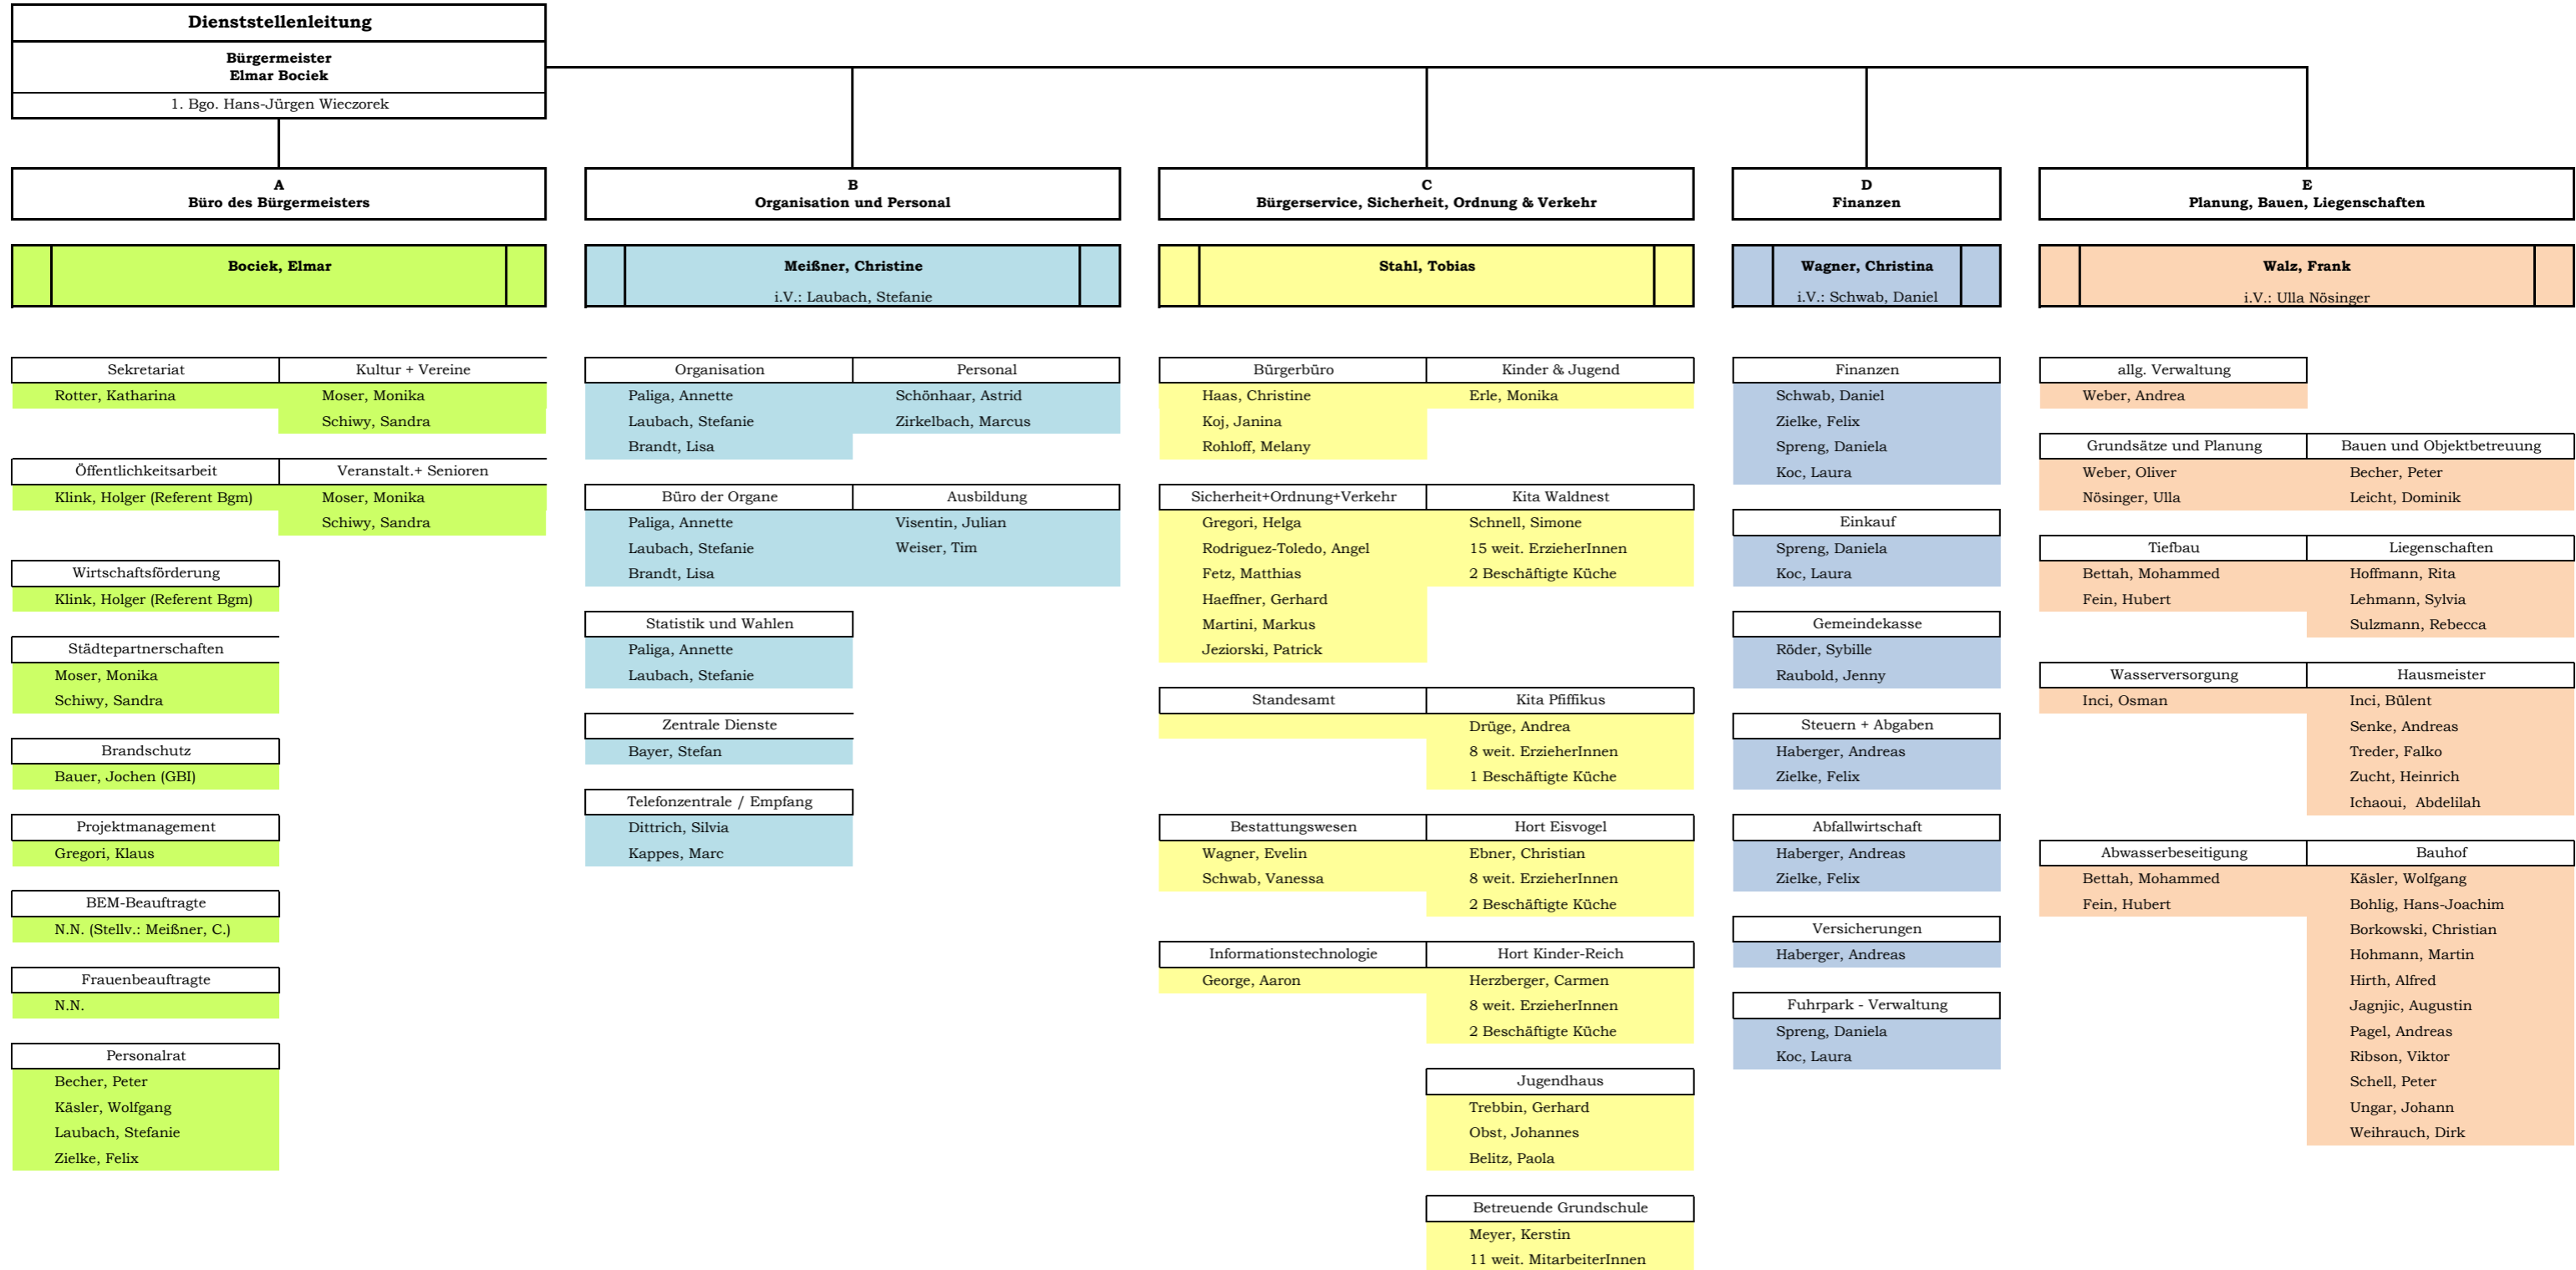 Dienststellenleitung
Bürgermeister
Elmar Bociek
1. Bgo. Hans-Jürgen Wieczorek
A
Büro des Bürgermeisters
Bociek, Elmar
Sekretariat
Rotter, Katharina
Kultur + Vereine
Moser, Monika
Schiwy, Sandra
Öffentlichkeitsarbeit
Klink, Holger (Referent Bgm)
Veranstalt.+ Senioren
Moser, Monika
Schiwy, Sandra
Wirtschaftsförderung
Klink, Holger (Referent Bgm)
Städtepartnerschaften
Moser, Monika
Schiwy, Sandra
Brandschutz
Bauer, Jochen (GBI)
Projektmanagement
Gregori, Klaus
BEM-Beauftragte
N.N. (Stellv.: Meißner, C.)
Frauenbeauftragte
N.N.
Personalrat
Becher, Peter
Käsler, Wolfgang
Laubach, Stefanie
Zielke, Felix
B
Organisation und Personal
Meißner, Christine
i.V.: Laubach, Stefanie
Organisation
Paliga, Annette
Laubach, Stefanie
Brandt, Lisa
Personal
Schönhaar, Astrid
Zirkelbach, Marcus
Büro der Organe
Paliga, Annette
Laubach, Stefanie
Brandt, Lisa
Ausbildung
Visentin, Julian
Weiser, Tim
Statistik und Wahlen
Paliga, Annette
Laubach, Stefanie
Zentrale Dienste
Bayer, Stefan
Telefonzentrale / Empfang
Dittrich, Silvia
Kappes, Marc
C
Bürgerservice, Sicherheit, Ordnung & Verkehr
Stahl, Tobias
Bürgerbüro
Haas, Christine
Koj, Janina
Rohloff, Melany
Kinder & Jugend
Erle, Monika
Sicherheit+Ordnung+Verkehr
Gregori, Helga
Rodriguez-Toledo, Angel
Fetz, Matthias
Haeffner, Gerhard
Martini, Markus
Jeziorski, Patrick
Kita Waldnest
Schnell, Simone
15 weit. ErzieherInnen
2 Beschäftigte Küche
Standesamt
Kita Pfiffikus
Drüge, Andrea
8 weit. ErzieherInnen
1 Beschäftigte Küche
Bestattungswesen
Wagner, Evelin
Schwab, Vanessa
Hort Eisvogel
Ebner, Christian
8 weit. ErzieherInnen
2 Beschäftigte Küche
Informationstechnologie
George, Aaron
Hort Kinder-Reich
Herzberger, Carmen
8 weit. ErzieherInnen
2 Beschäftigte Küche
Jugendhaus
Trebbin, Gerhard
Obst, Johannes
Belitz, Paola
Betreuende Grundschule
Meyer, Kerstin
11 weit. MitarbeiterInnen
D
Finanzen
Wagner, Christina
i.V.: Schwab, Daniel
Finanzen
Schwab, Daniel
Zielke, Felix
Spreng, Daniela
Koc, Laura
Einkauf
Spreng, Daniela
Koc, Laura
Gemeindekasse
Röder, Sybille
Raubold, Jenny
Steuern + Abgaben
Haberger, Andreas
Zielke, Felix
Abfallwirtschaft
Haberger, Andreas
Zielke, Felix
Versicherungen
Haberger, Andreas
Fuhrpark - Verwaltung
Spreng, Daniela
Koc, Laura
E
Planung, Bauen, Liegenschaften
Walz, Frank
i.V.: Ulla Nösinger
allg. Verwaltung
Weber, Andrea
Grundsätze und Planung
Weber, Oliver
Nösinger, Ulla
Bauen und Objektbetreuung
Becher, Peter
Leicht, Dominik
Tiefbau
Bettah, Mohammed
Fein, Hubert
Liegenschaften
Hoffmann, Rita
Lehmann, Sylvia
Sulzmann, Rebecca
Wasserversorgung
Inci, Osman
Hausmeister
Inci, Bülent
Senke, Andreas
Treder, Falko
Zucht, Heinrich
Ichaoui, Abdelilah
Abwasserbeseitigung
Bettah, Mohammed
Fein, Hubert
Bauhof
Käsler, Wolfgang
Bohlig, Hans-Joachim
Borkowski, Christian
Hohmann, Martin
Hirth, Alfred
Jagnjic, Augustin
Pagel, Andreas
Ribson, Viktor
Schell, Peter
Ungar, Johann
Weihrauch, Dirk